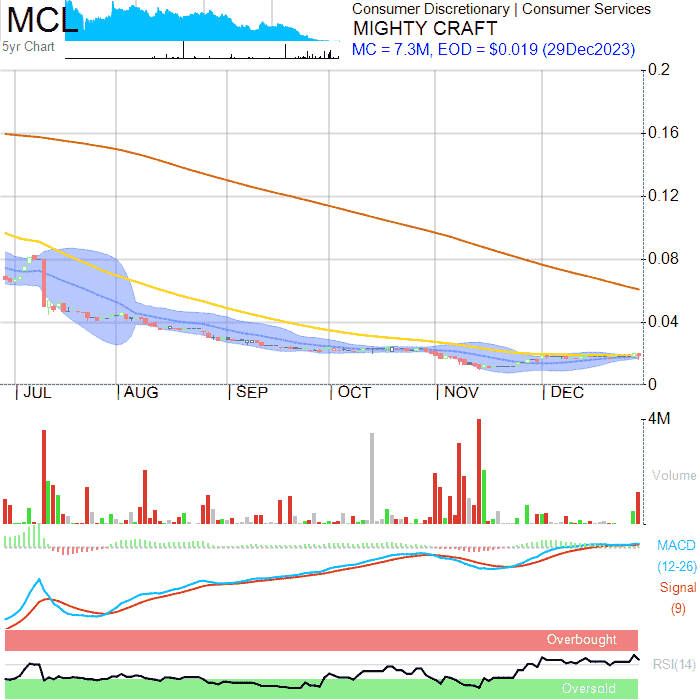 MCL
5yr Chart
Consumer Discretionary | Consumer Services
MIGHTY CRAFT
MC = 7.3M, EOD = $0.019 (29Dec2023)
0.2
0.16
0.12
0.08
0.04
0
JUL AUG SEP OCT NOV DEC
4M
Volume
MACD
(12-26)
Signal
(9)
Overbought
RSI(14)
Oversold